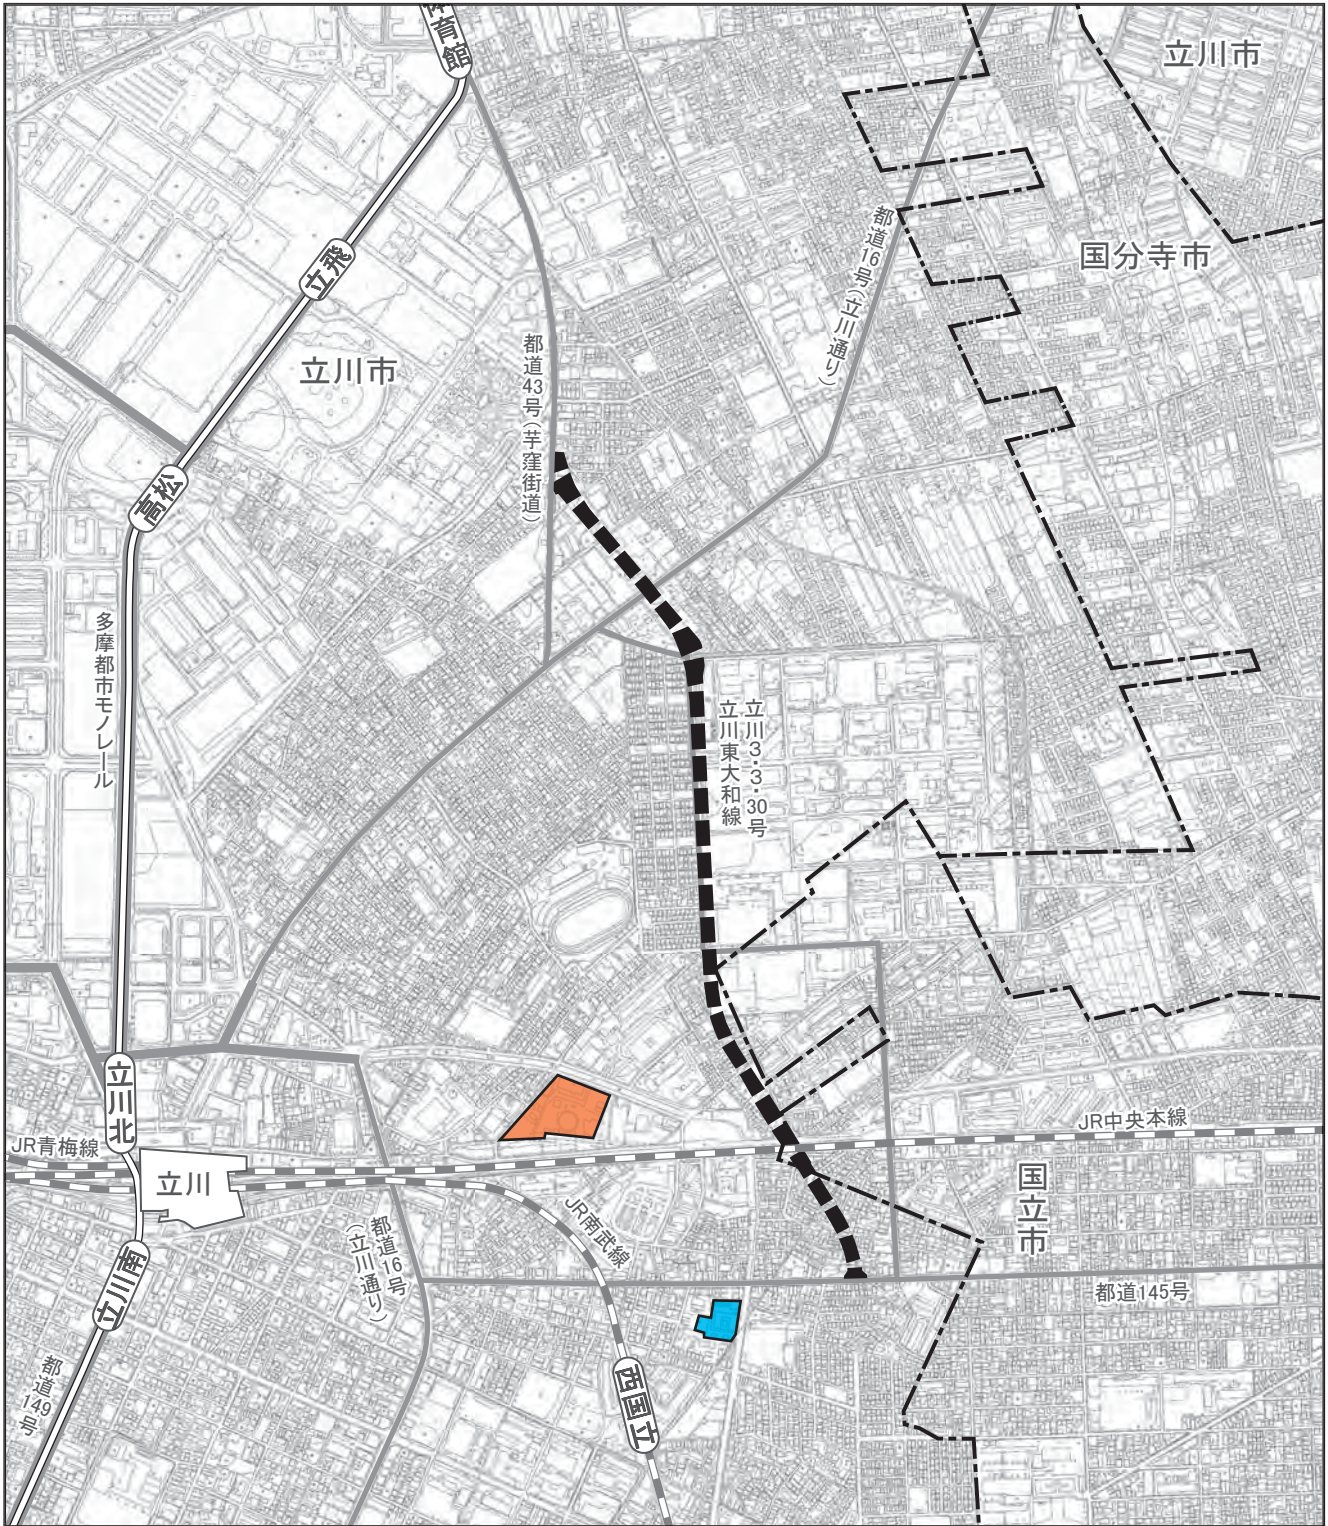 体育館
立川市
都道16号(立川通り)
国分寺市
立飛
都道43号(芋窪街道)
立川市
高松
多摩都市モノレール
立川3・3・30号
立川東大和線
立川北
JR青梅線
JR中央本線
立川
国立市
JR南武線
都道16号
(立川通り)
立川南
都道145号
都道149号
西国立